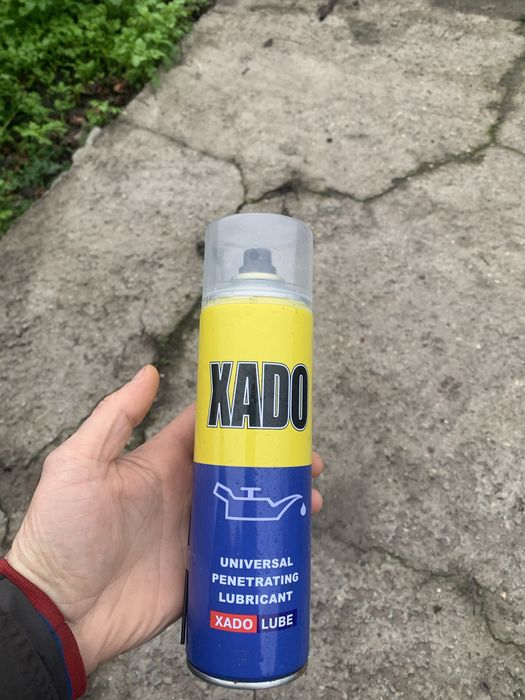 XADO
UNIVERSAL
PENETRATING
LUBRICANT
XADO LUBE